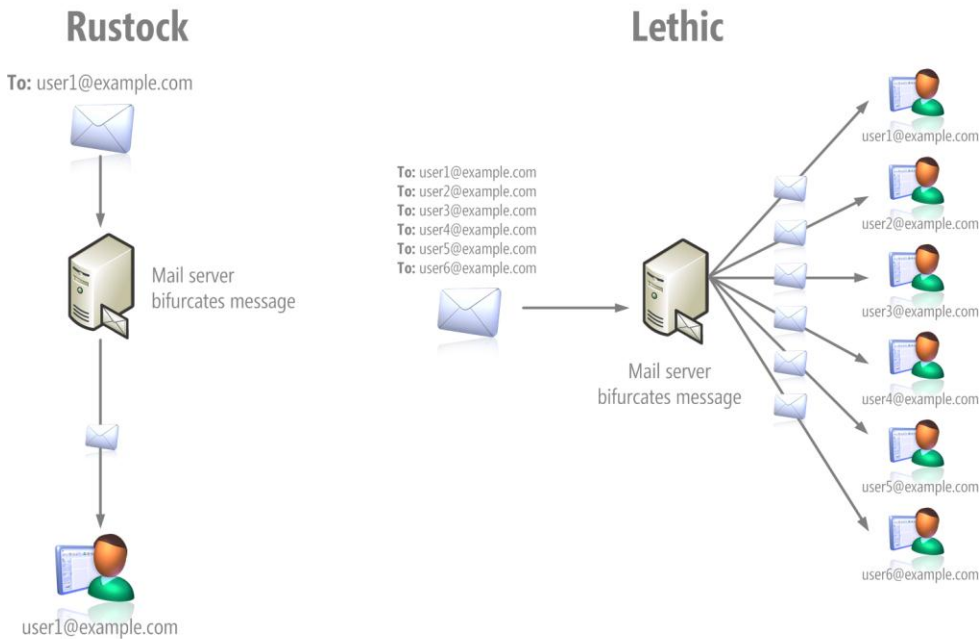 Rustock
To: user1@example.com
Mail server
bifurcates message
user1@example.com
Lethic
To: user1@example.com
To: user2@example.com
To: user3@example.com
To: user4@example.com
To: user5@example.com
To: user6@example.com
Mail server
bifurcates message
user1@example.com
user2@example.com
user3@example.com
user4@example.com
user5@example.com
user6@example.com